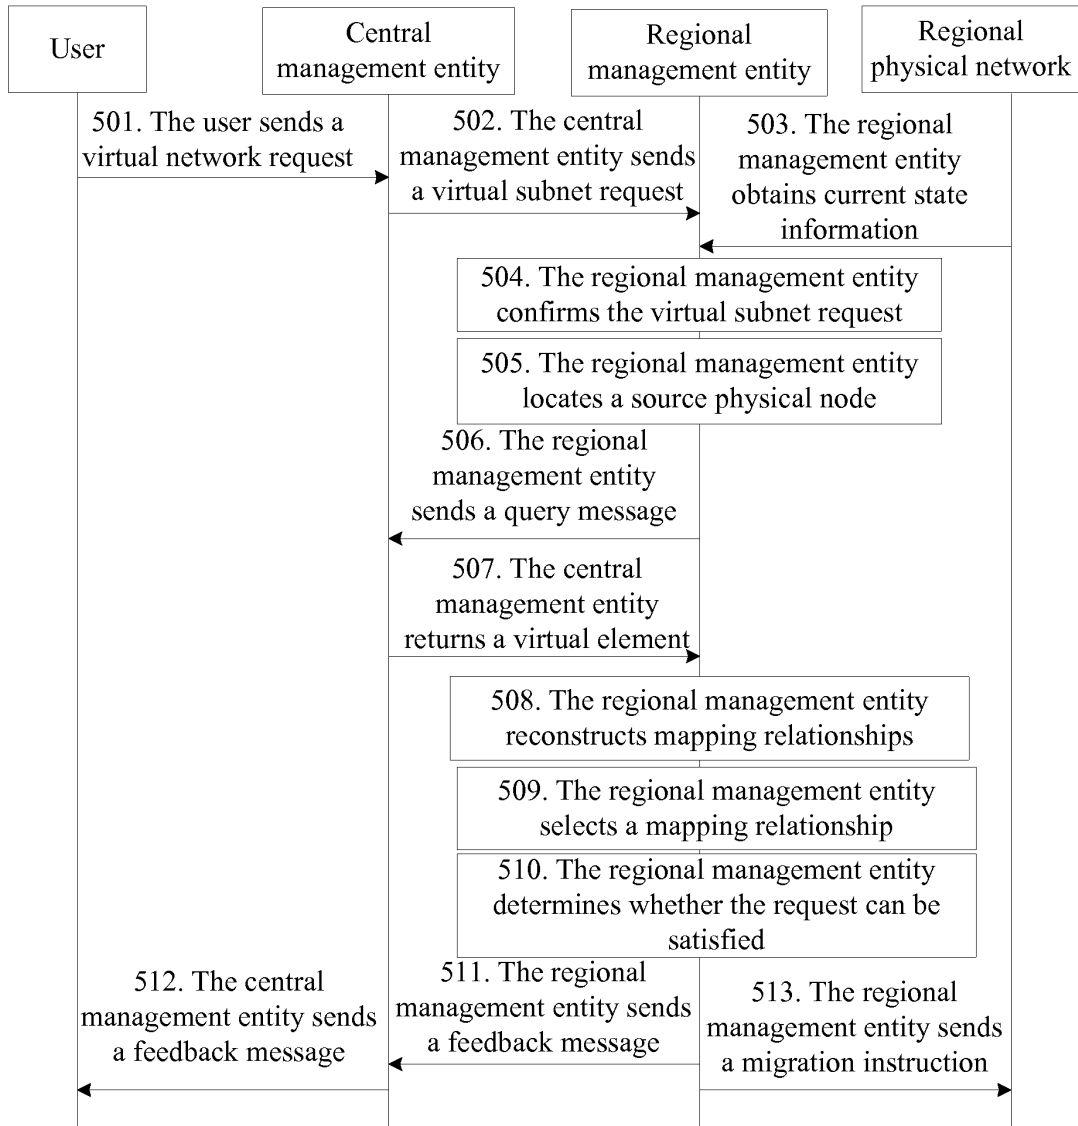 User
Central
management entity
Regional
management entity
Regional
physical network
501. The user sends a
virtual network request
502. The central
management entity sends
a virtual subnet request
503. The regional
management entity
obtains current state
information
504. The regional management entity
confirms the virtual subnet request
505. The regional management entity
locates a source physical node
506. The regional
management entity
sends a query message
507. The central
management entity
returns a virtual element
508. The regional management entity
reconstructs mapping relationships
509. The regional management entity
selects a mapping relationship
510. The regional management entity
determines whether the request can be
satisfied
511. The regional
management entity sends
a feedback message
512. The central
management entity sends
a feedback message
513. The regional
management entity sends
a migration instruction